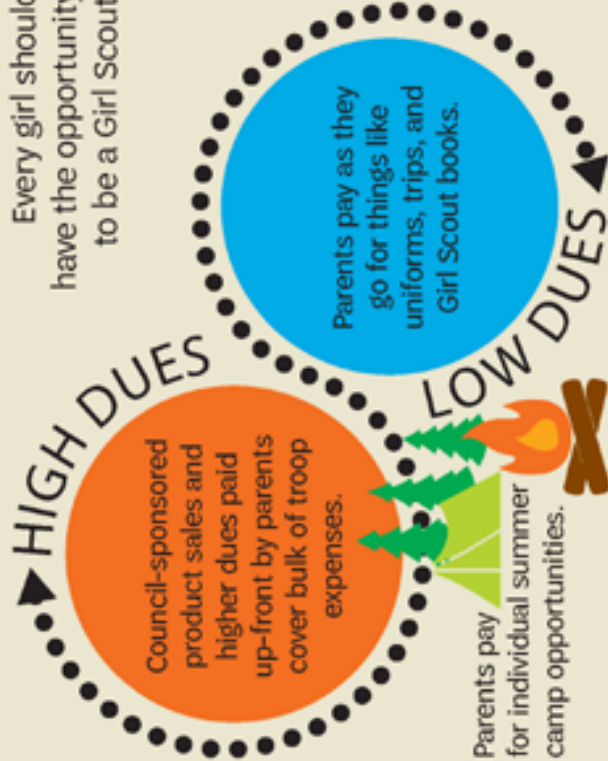 Every girl should
have the opportunity
to be a Girl Scout
HIGH DUES
Council-sponsored
product sales and
higher dues paid
up-front by parents
cover bulk of troop
expenses.
LOW DUES
Parents pay as they
go for things like
uniforms, trips, and
Girl Scout books.
Parents pay
for individual summer
camp opportunities.